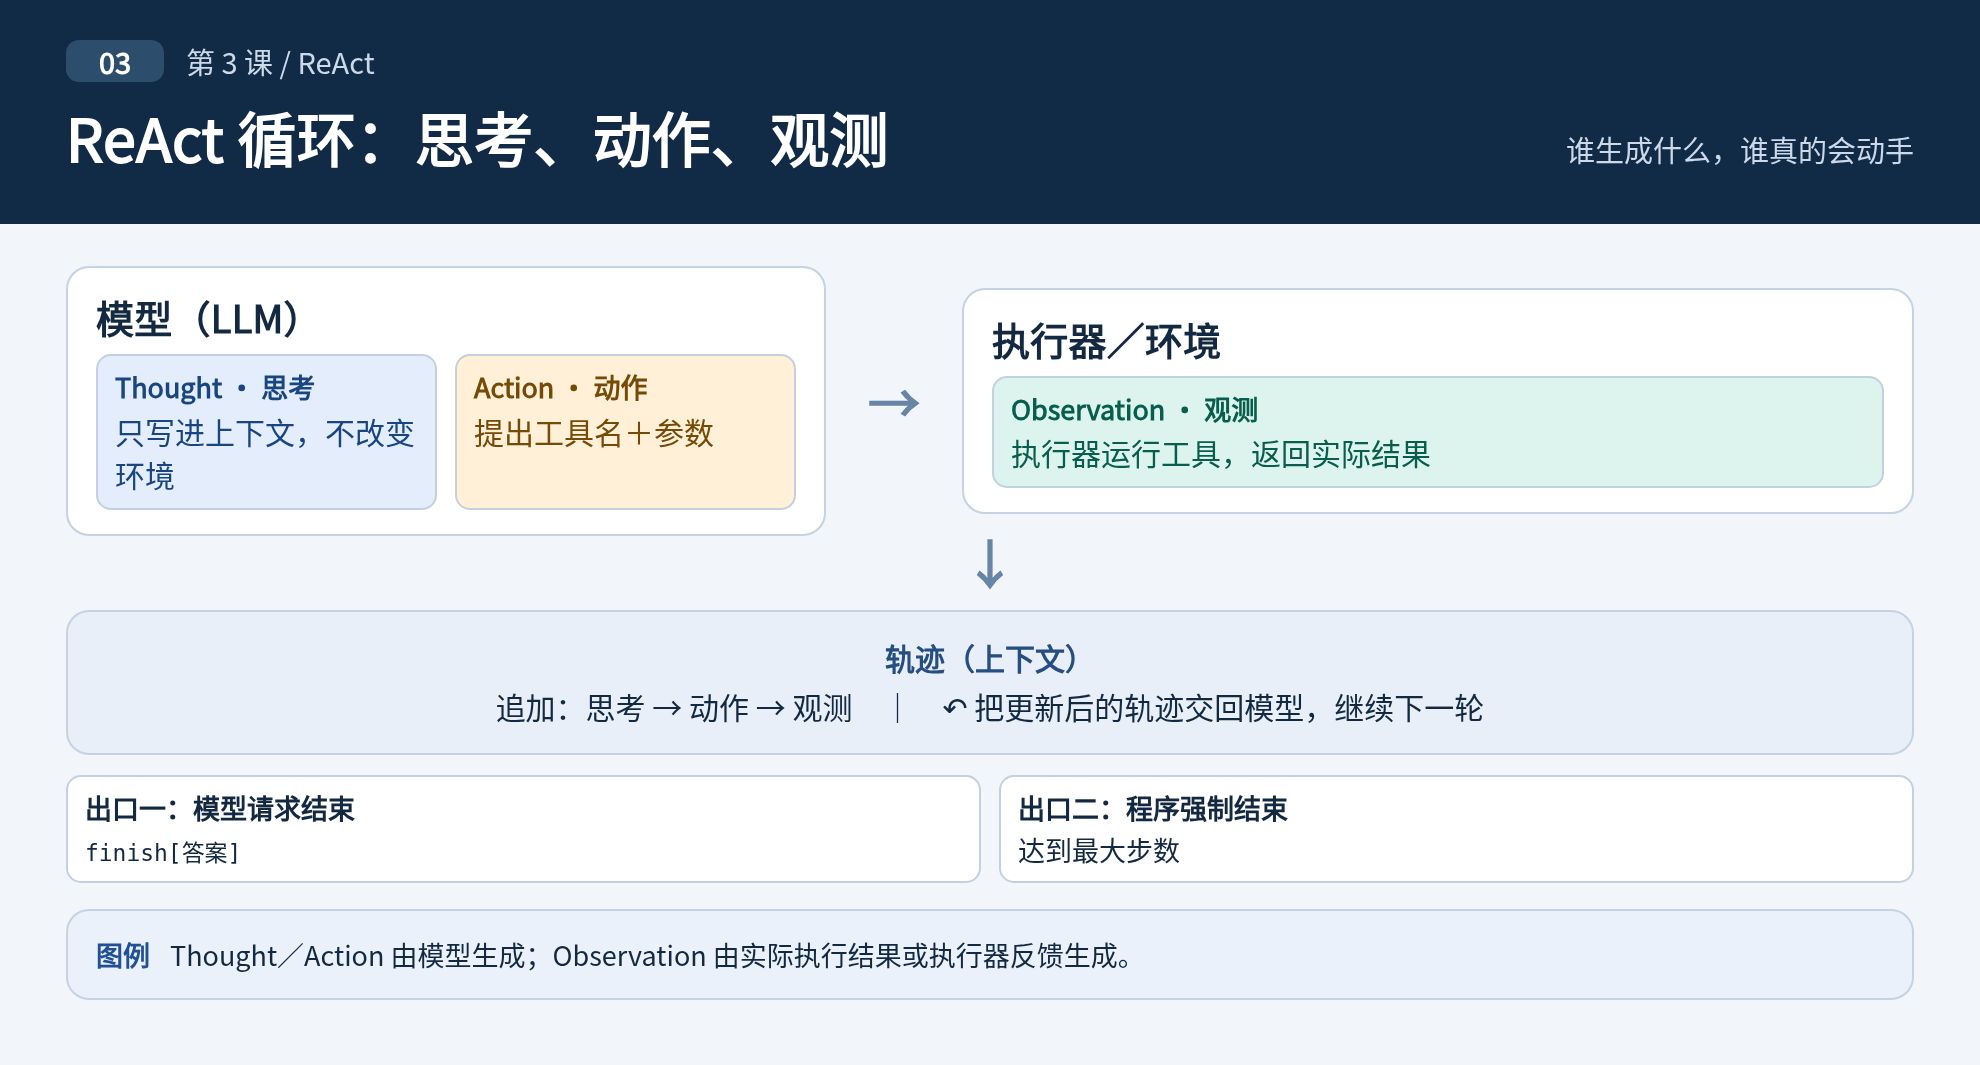 03
第 3 课 / ReAct
ReAct 循环：思考、动作、观测
谁生成什么，谁真的会动手
模型（LLM）
Thought · 思考
只写进上下文，不改变
环境
Action · 动作
提出工具名＋参数
→
执行器／环境
Observation · 观测
执行器运行工具，返回实际结果
↓
轨迹（上下文）
追加：思考 → 动作 → 观测 ｜ ↶ 把更新后的轨迹交回模型，继续下一轮
出口一：模型请求结束
finish[答案]
出口二：程序强制结束
达到最大步数
图例 Thought／Action 由模型生成；Observation 由实际执行结果或执行器反馈生成。